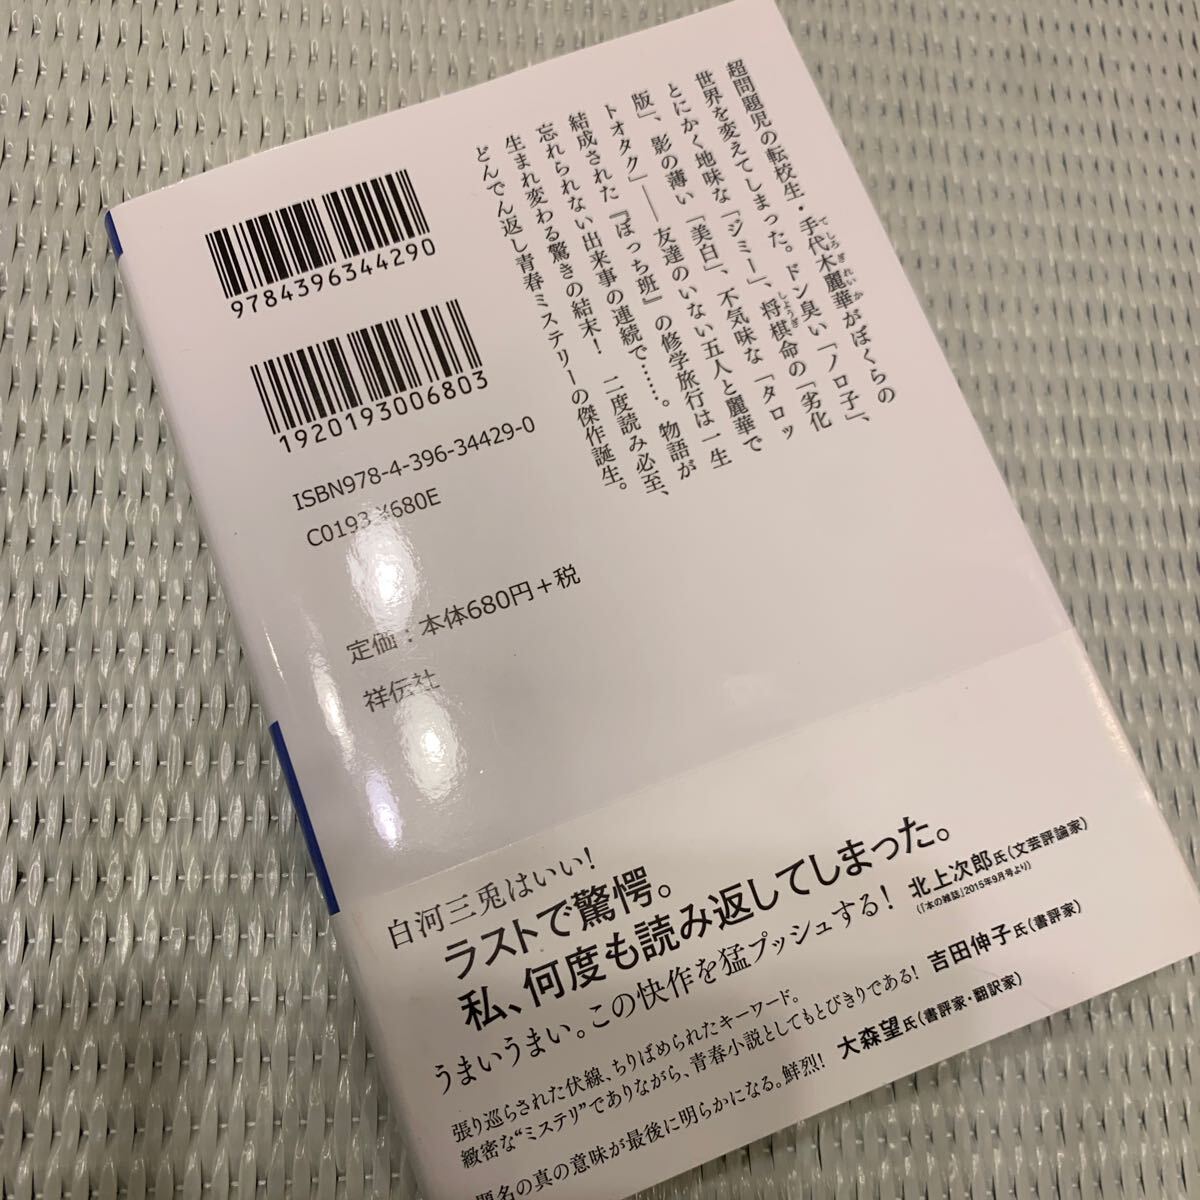 超問題児の転校生・手代木麗華がぼくらの
てしろぎれいか
世界を変えてしまった。ドン臭い「ノロ子」、
とにかく地味な「ジミー」、将棋命の「劣化
しょうぎ
版」、影の薄い「美白」、不気味な「タロッ
トオタク」――友達のいない五人と麗華で
結成された『ぼっち班』の修学旅行は一生
忘れられない出来事の連続で……。物語が
生まれ変わる驚きの結末！　二度読み必至、
どんでん返し青春ミステリーの傑作誕生。
9784396344290
1920193006803
ISBN978-4-396-34429-0
C0193 ¥680E
定価：本体680円＋税
祥伝社
白河三兎はいい！
ラストで驚愕。
私、何度も読み返してしまった。
うまいうまい。この快作を猛プッシュする！ 北上次郎氏（文芸評論家）
（「本の雑誌」2015年9月号より）
張り巡らされた伏線、ちりばめられたキーワード。
緻密な“ミステリ”でありながら、青春小説としてもとびきりである！ 吉田伸子氏（書評家）
題名の真の意味が最後に明らかになる。鮮烈！ 大森望氏（書評家・翻訳家）